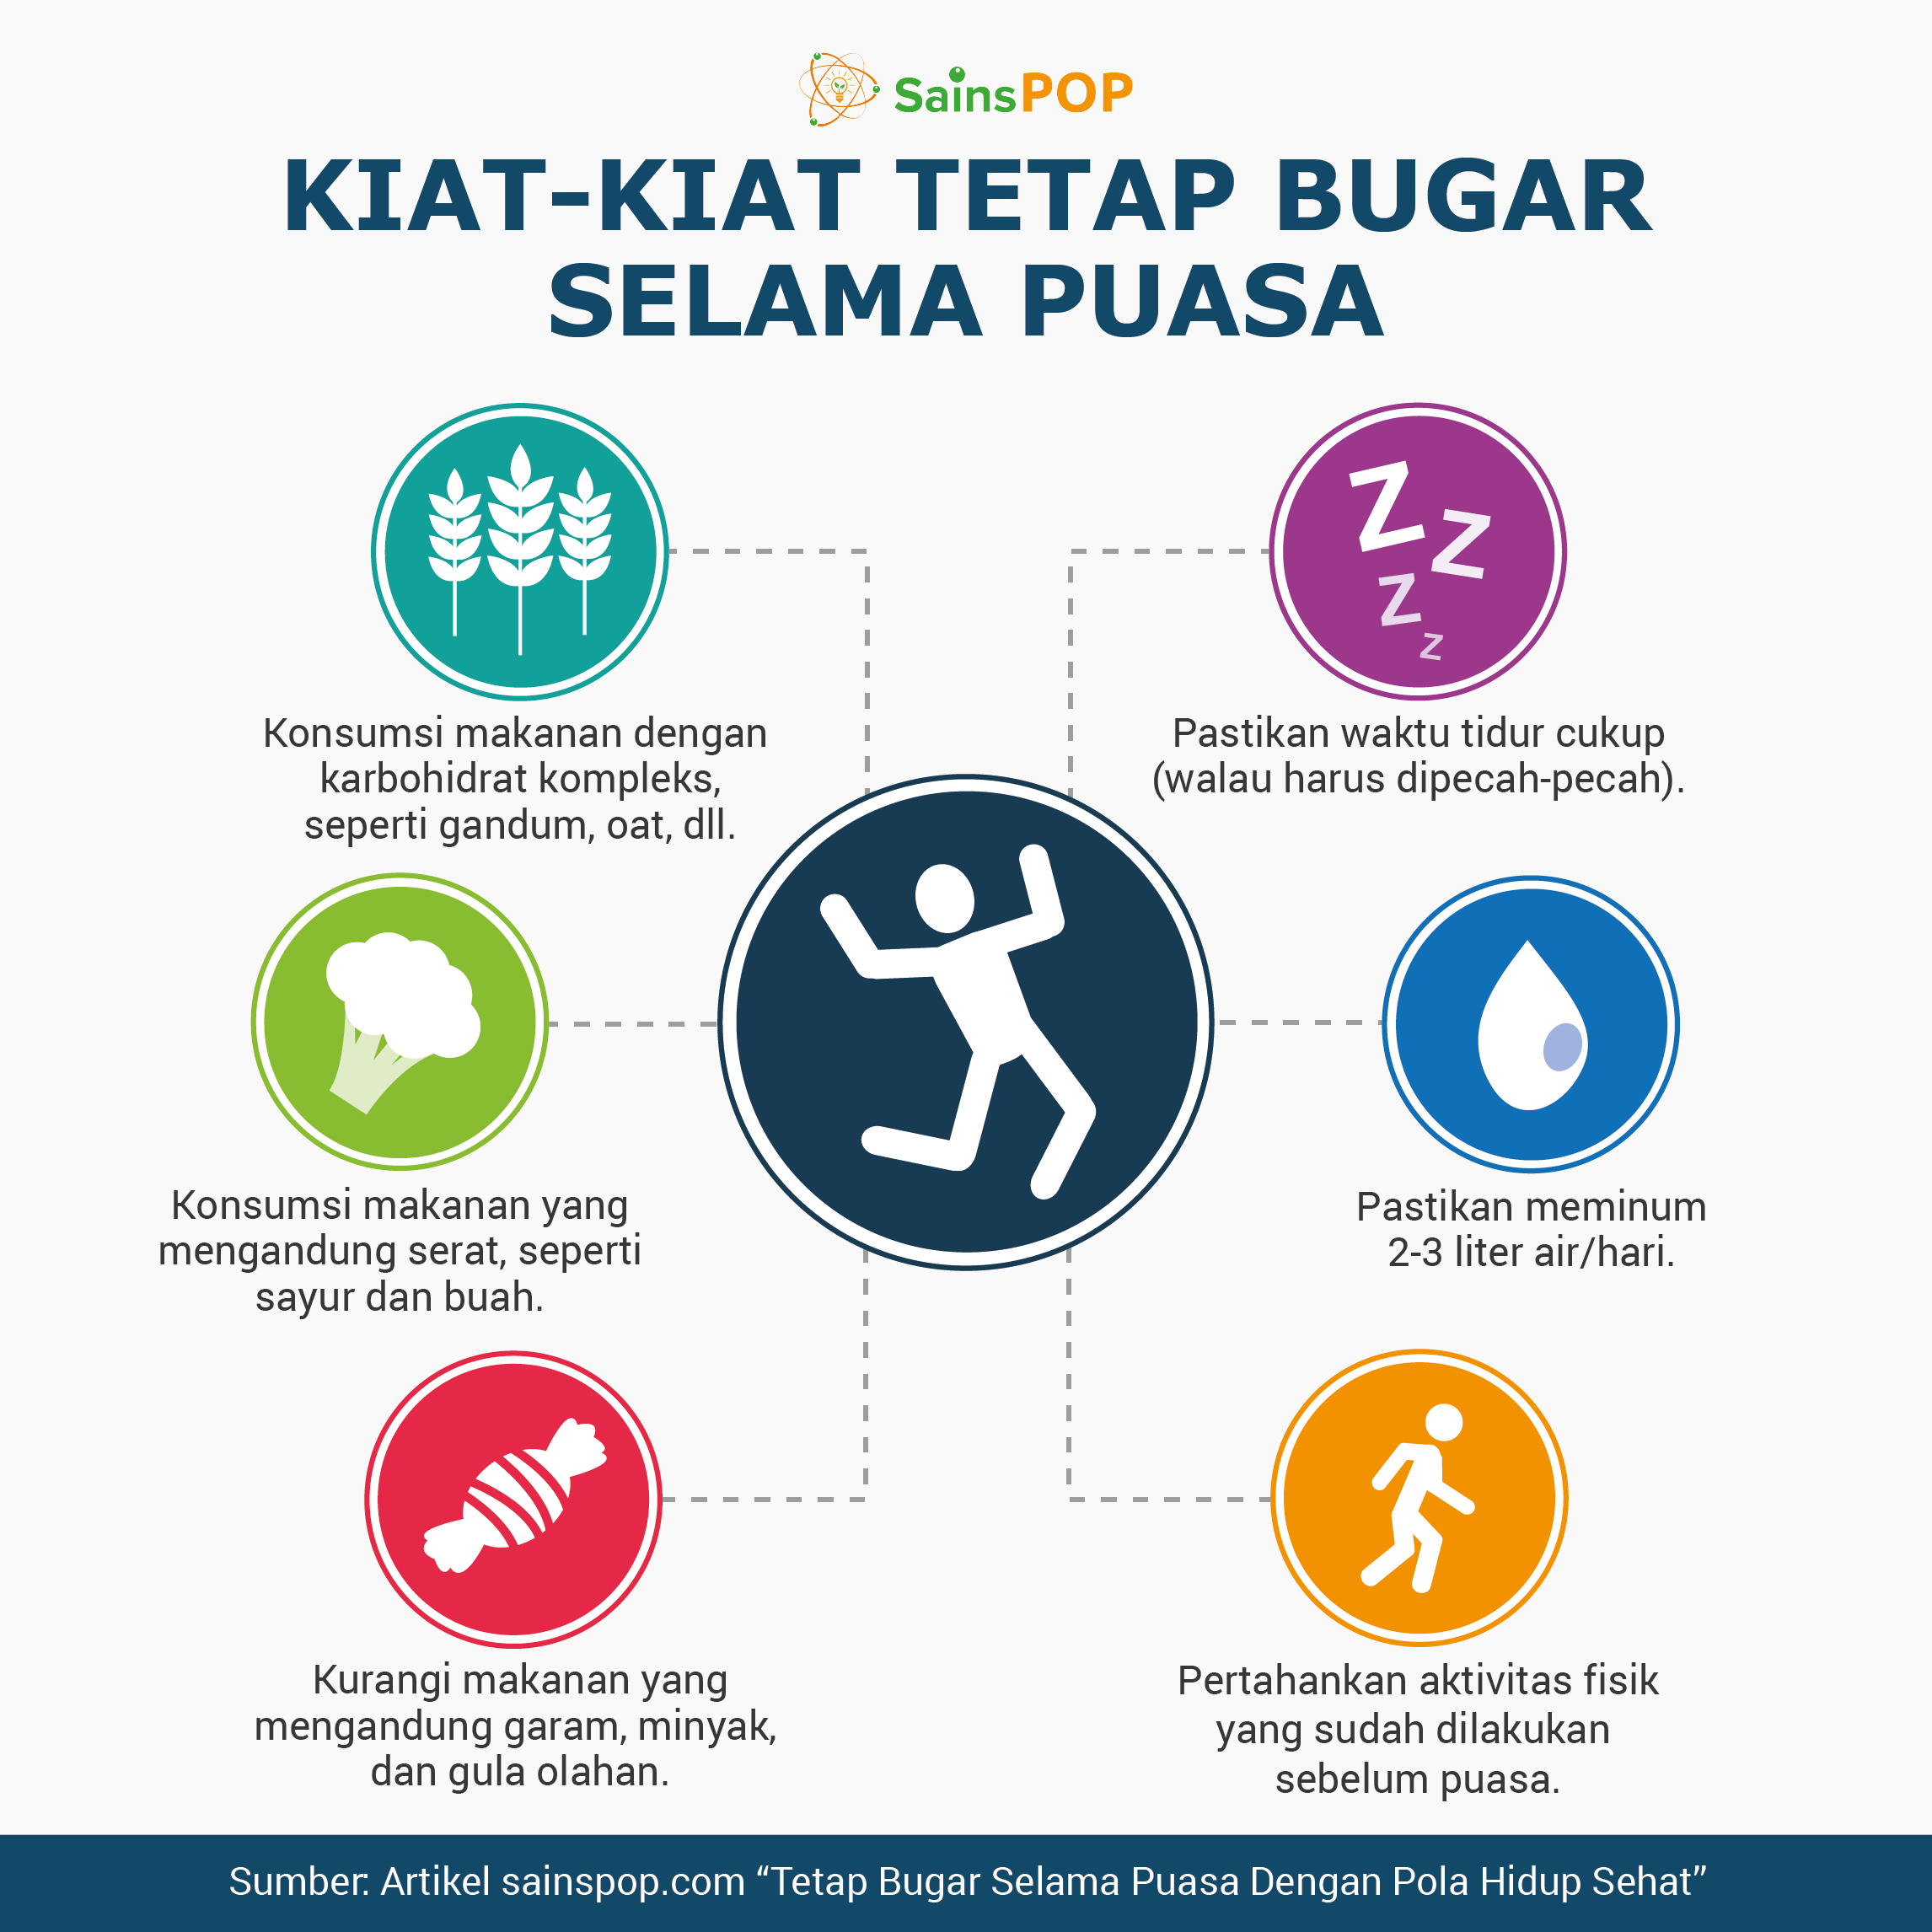 SainsPOP
KIAT-KIAT TETAP BUGAR
SELAMA PUASA
Z
Z
Z
Z
Konsumsi makanan dengan
karbohidrat kompleks,
seperti gandum, oat, dll.
Pastikan waktu tidur cukup
(walau harus dipecah-pecah).
Konsumsi makanan yang
mengandung serat, seperti
sayur dan buah.
Pastikan meminum
2-3 liter air/hari.
Kurangi makanan yang
mengandung garam, minyak,
dan gula olahan.
Pertahankan aktivitas fisik
yang sudah dilakukan
sebelum puasa.
Sumber: Artikel sainspop.com “Tetap Bugar Selama Puasa Dengan Pola Hidup Sehat”